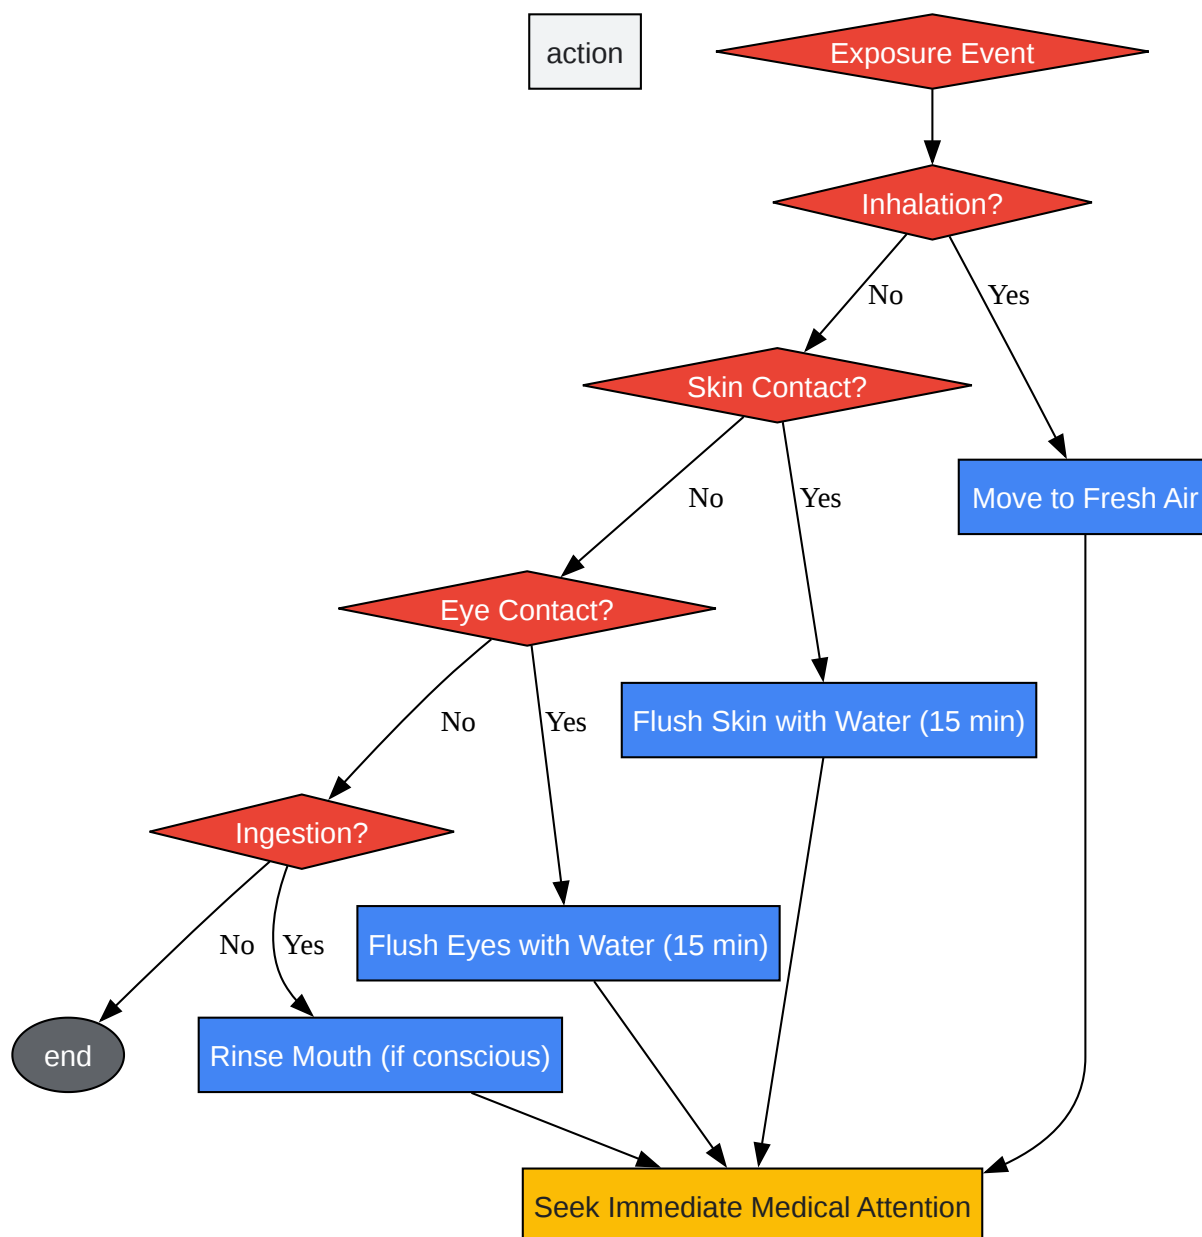 action
Exposure Event
Inhalation?
No
Yes
Skin Contact?
No
Yes
Move to Fresh Air
Eye Contact?
No
Yes
Flush Skin with Water (15 min)
Ingestion?
No
Yes
Flush Eyes with Water (15 min)
end
Rinse Mouth (if conscious)
Seek Immediate Medical Attention